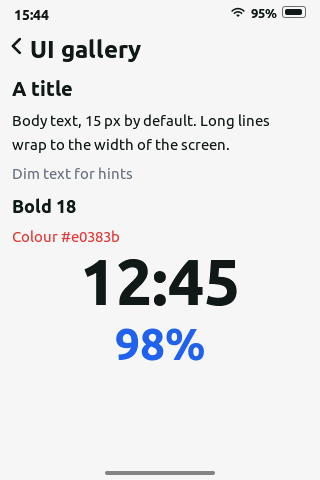 15:44
95%
UI gallery
A title
Body text, 15 px by default. Long lines
wrap to the width of the screen.
Dim text for hints
Bold 18
Colour #e0383b
12:45
98%